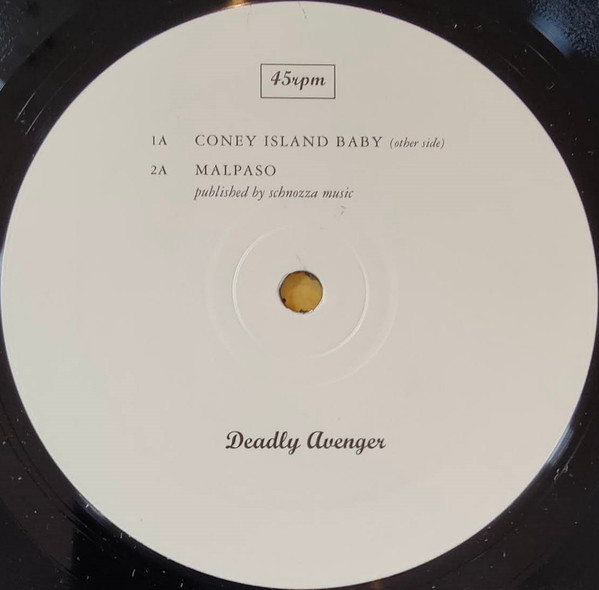 45rpm
1A CONEY ISLAND BABY (other side)
2A MALPASO
published by schnozza music
Deadly Avenger